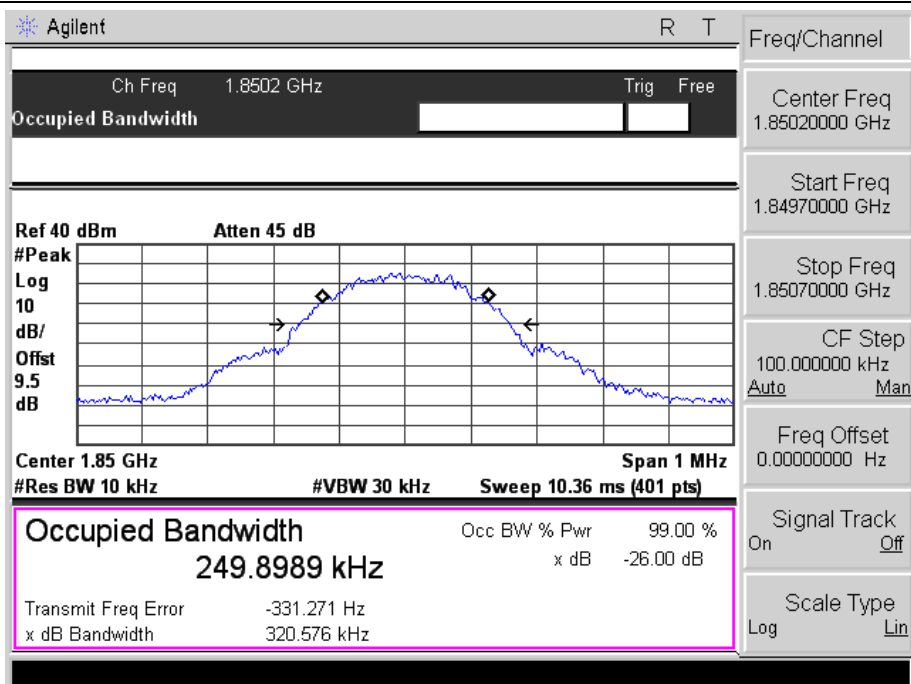 Agilent
R T
Ch Freq 1.8502 GHz Trig Free
Occupied Bandwidth
Ref 40 dBm Atten 45 dB
#Peak
Log
10
dB/
Offst
9.5
dB
Center 1.85 GHz Span 1 MHz
#Res BW 10 kHz #VBW 30 kHz Sweep 10.36 ms (401 pts)
Occupied Bandwidth
249.8989 kHz
Occ BW % Pwr 99.00 %
x dB -26.00 dB
Transmit Freq Error -331.271 Hz
x dB Bandwidth 320.576 kHz
Freq/Channel
Center Freq
1.85020000 GHz
Start Freq
1.84970000 GHz
Stop Freq
1.85070000 GHz
CF Step
100.000000 kHz
Auto Man
Freq Offset
0.00000000 Hz
Signal Track
On Off
Scale Type
Log Lin